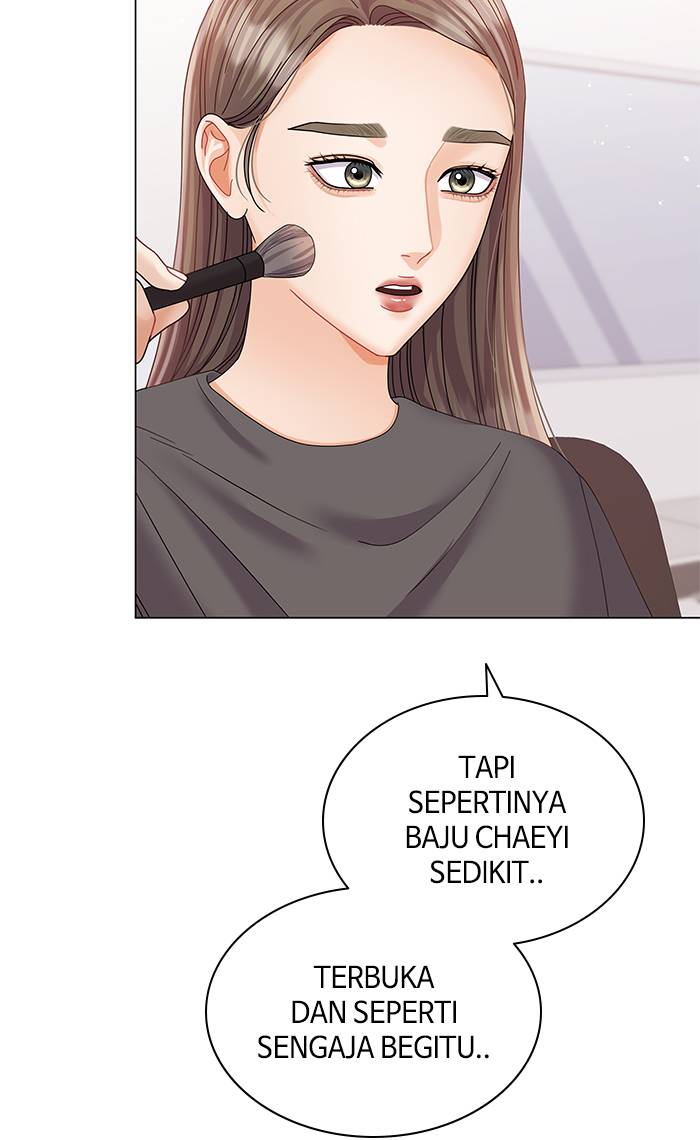 TAPI
SEPERTINYA
BAJU CHAEYI
SEDIKIT..
TERBUKA
DAN SEPERTI
SENGAJA BEGITU..